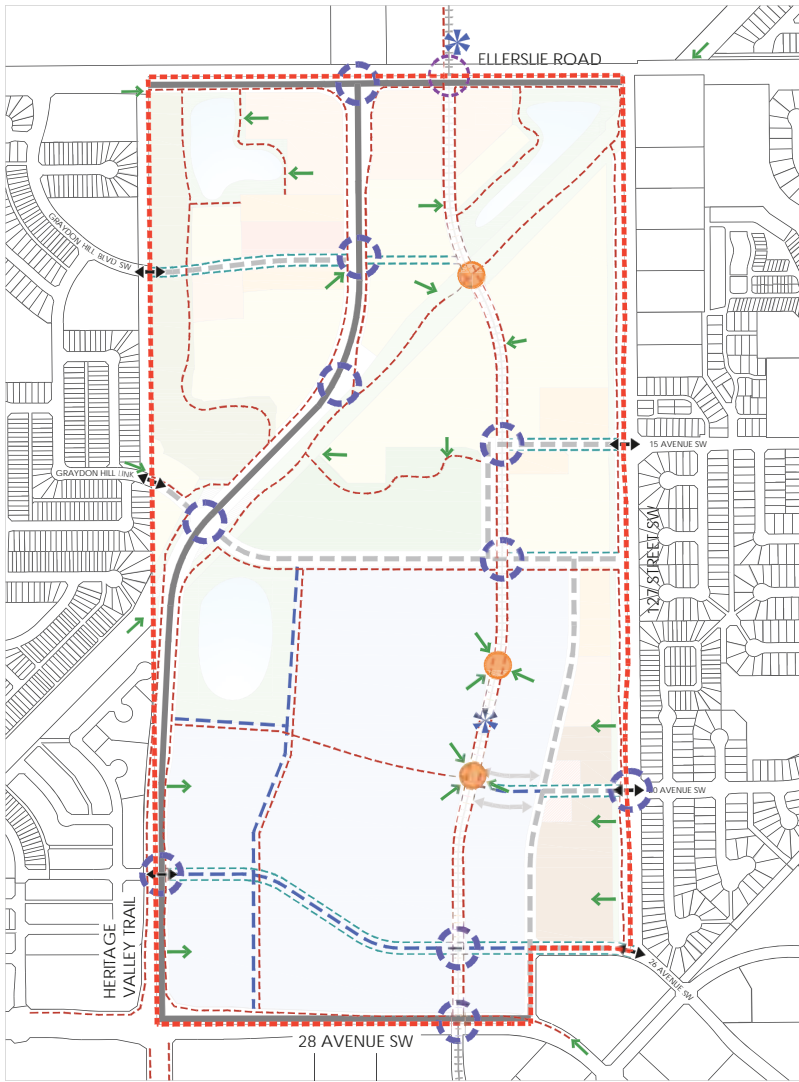 ELLERSLIE ROAD
GRAYDON HILL BLVD SW
15 AVENUE SW
GRAYDON HILL LINK
127 STREET SW
0 AVENUE SW
HERITAGE
VALLEY TRAIL
26 AVENUE SW
28 AVENUE SW